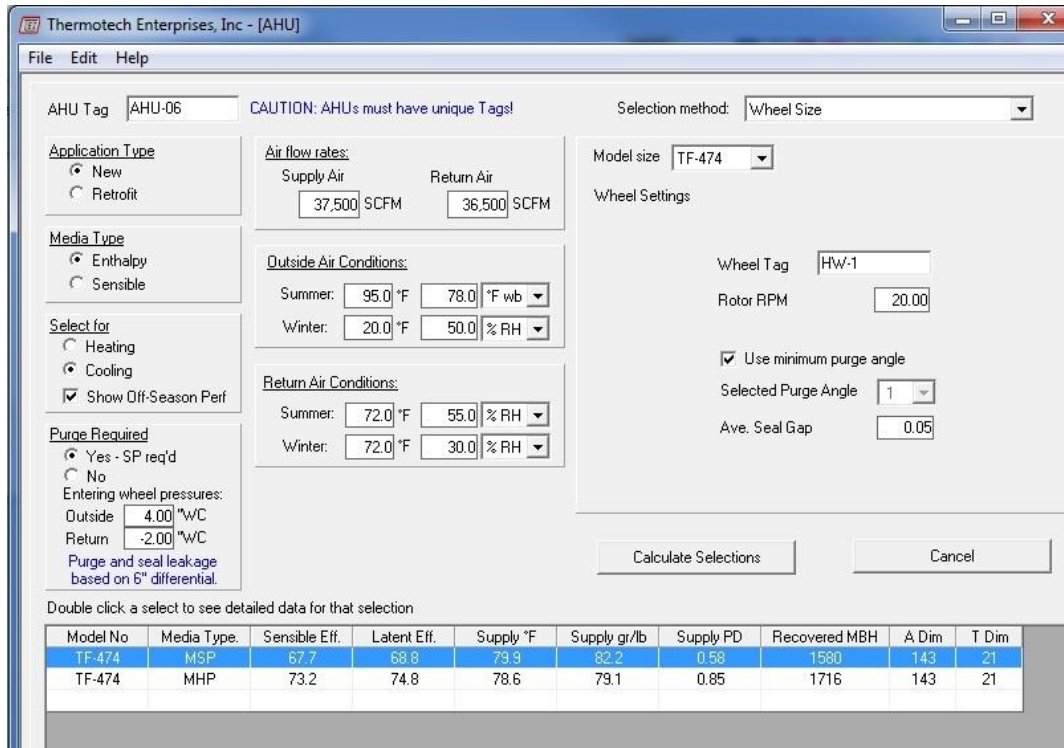 Thermotech Enterprises, Inc - [AHU]
File Edit Help
AHU Tag AHU-06 CAUTION: AHUs must have unique Tags! Selection method: Wheel Size
Application Type
New
Retrofit
Media Type
Enthalpy
Sensible
Select for
Heating
Cooling
Show Off-Season Perf
Purge Required
Yes - SP req'd
No
Entering wheel pressures:
Outside 4.00 "WC
Return -2.00 "WC
Purge and seal leakage
based on 6" differential.
Air flow rates:
Supply Air Return Air
37,500 SCFM 36,500 SCFM
Outside Air Conditions:
Summer: 95.0 °F 78.0 °F wb
Winter: 20.0 °F 50.0 % RH
Return Air Conditions:
Summer: 72.0 °F 55.0 % RH
Winter: 72.0 °F 30.0 % RH
Model size TF-474
Wheel Settings
Wheel Tag HW-1
Rotor RPM 20.00
Use minimum purge angle
Selected Purge Angle 1
Ave. Seal Gap 0.05
Calculate Selections Cancel
Double click a select to see detailed data for that selection
Model No Media Type. Sensible Eff. Latent Eff. Supply °F Supply gr/lb Supply PD Recovered MBH A Dim T Dim
TF-474 MSP 67.7 68.8 79.9 82.2 0.58 1580 143 21
TF-474 MHP 73.2 74.8 78.6 79.1 0.85 1716 143 21